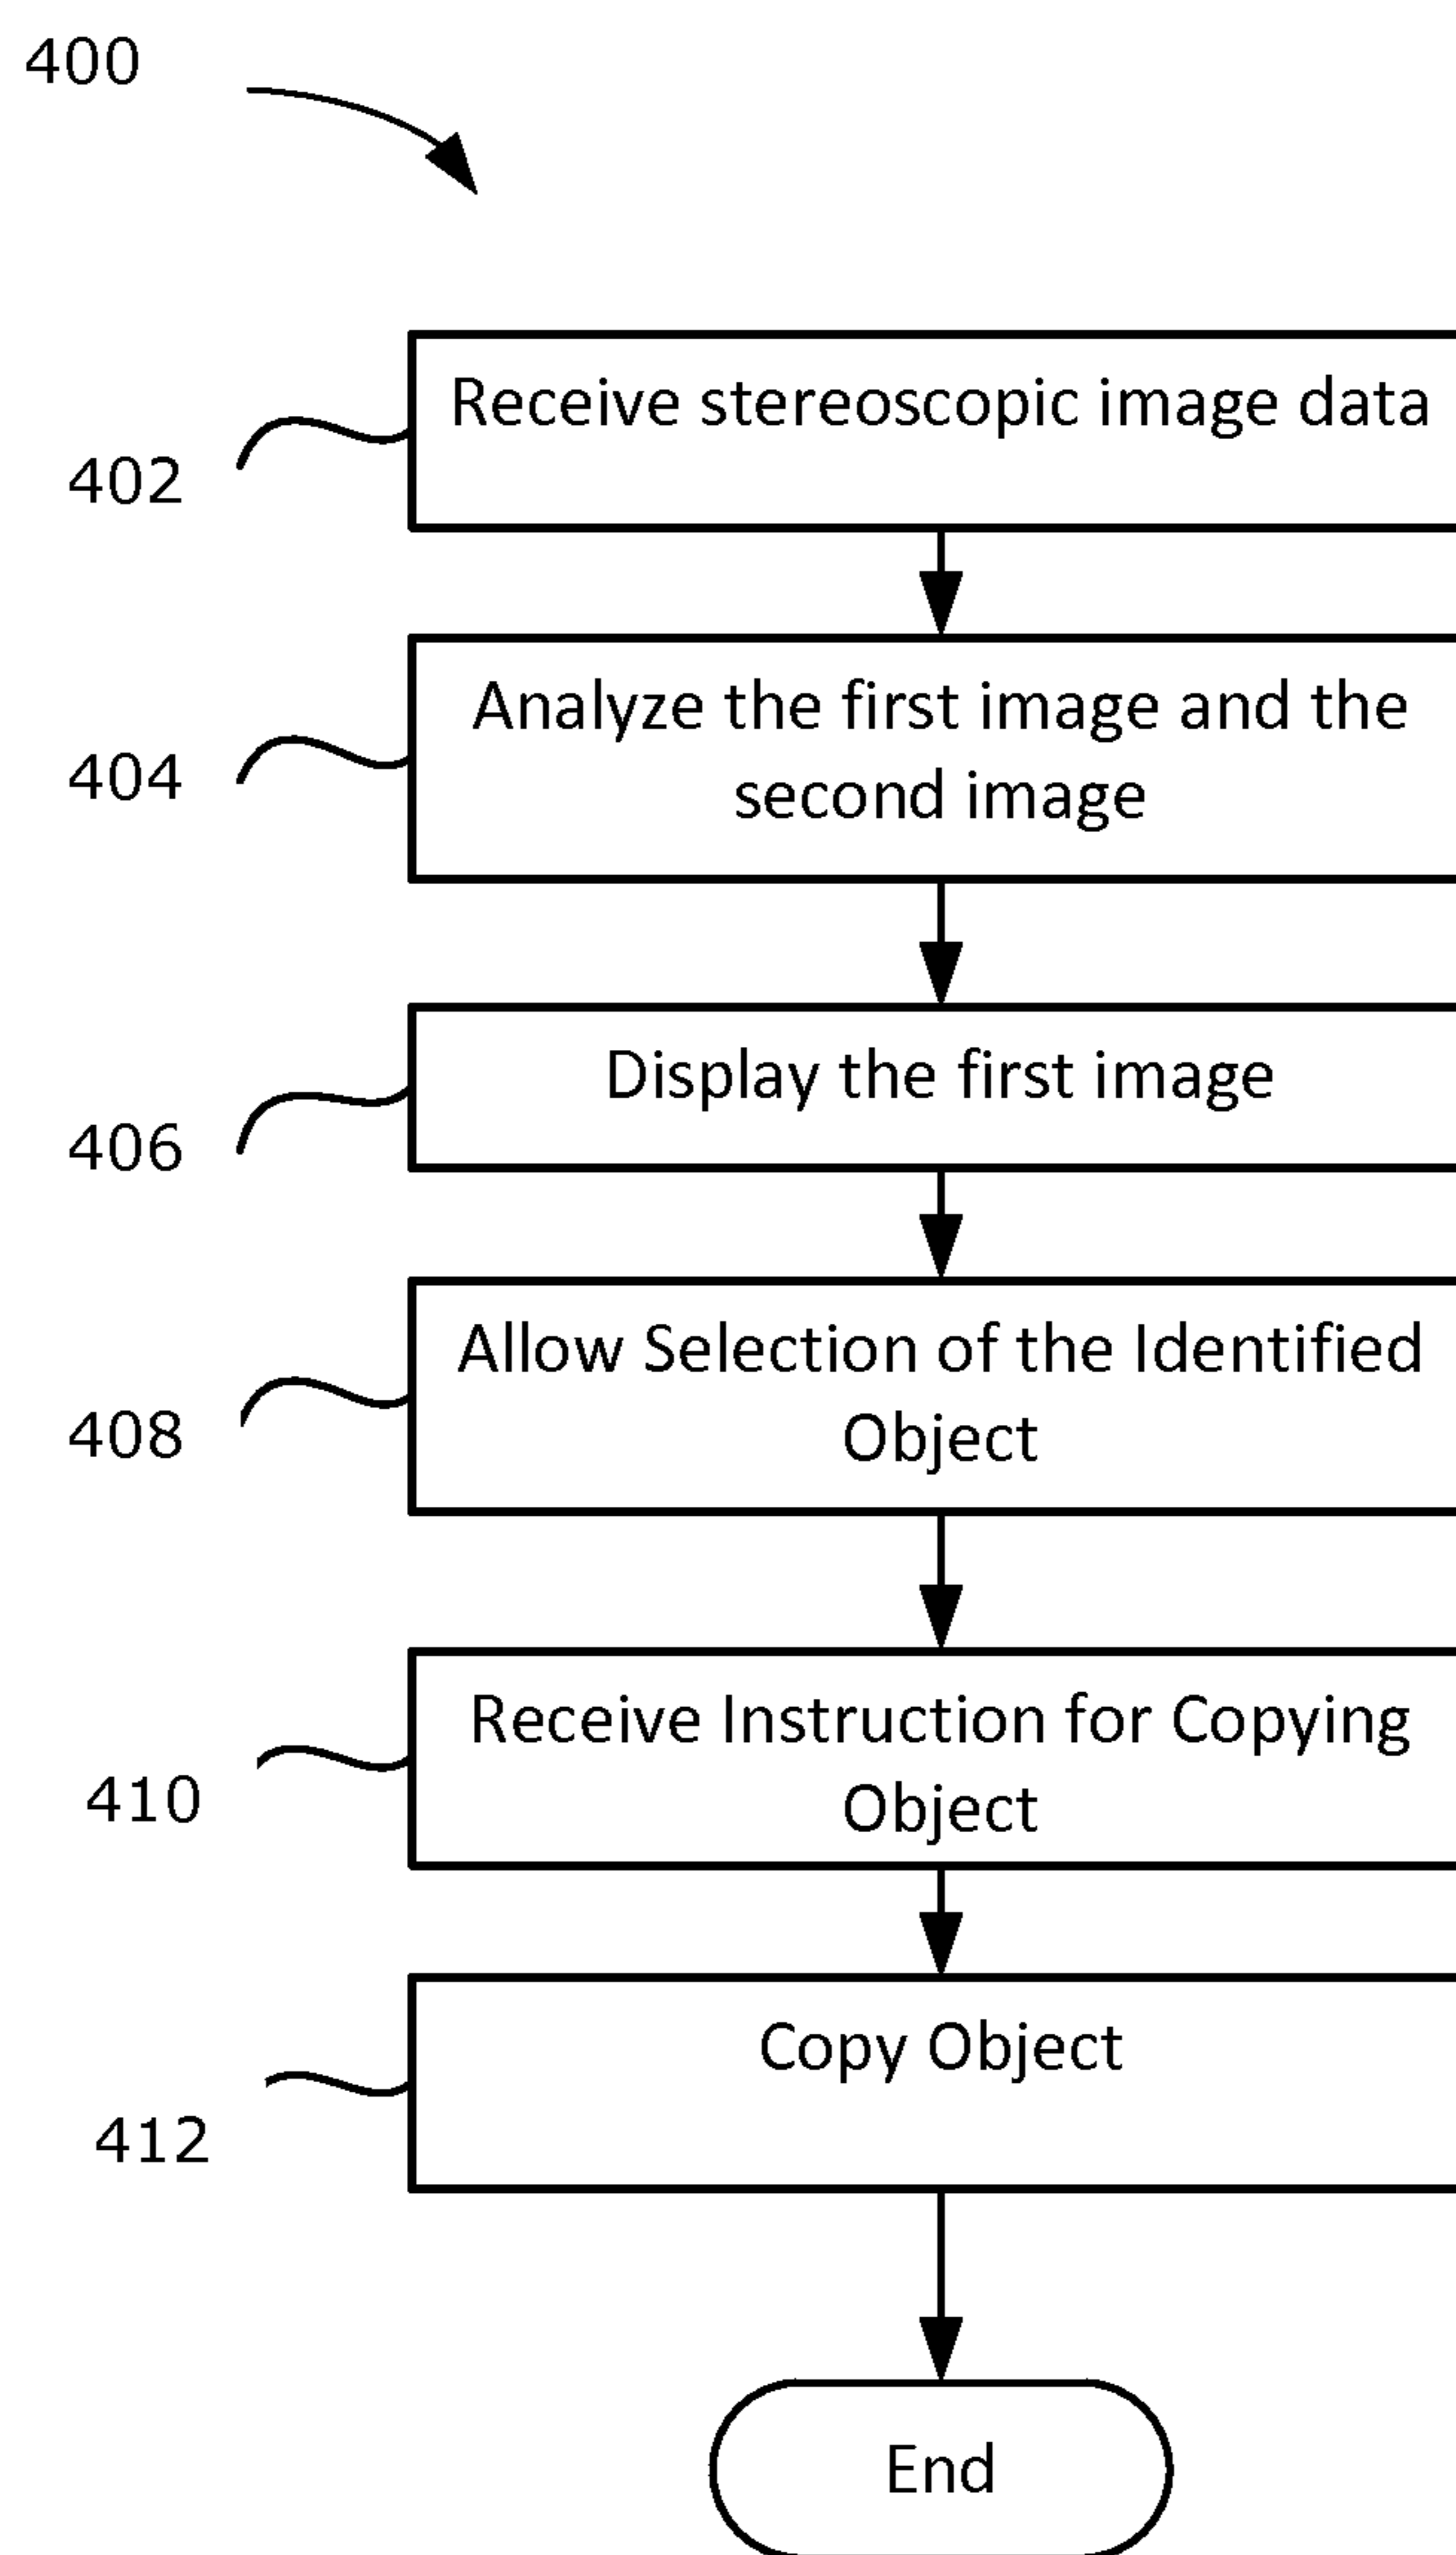 400
402
Receive stereoscopic image data
404
Analyze the first image and the
second image
406
Display the first image
408
Allow Selection of the Identified
Object
410
Receive Instruction for Copying
Object
412
Copy Object
End